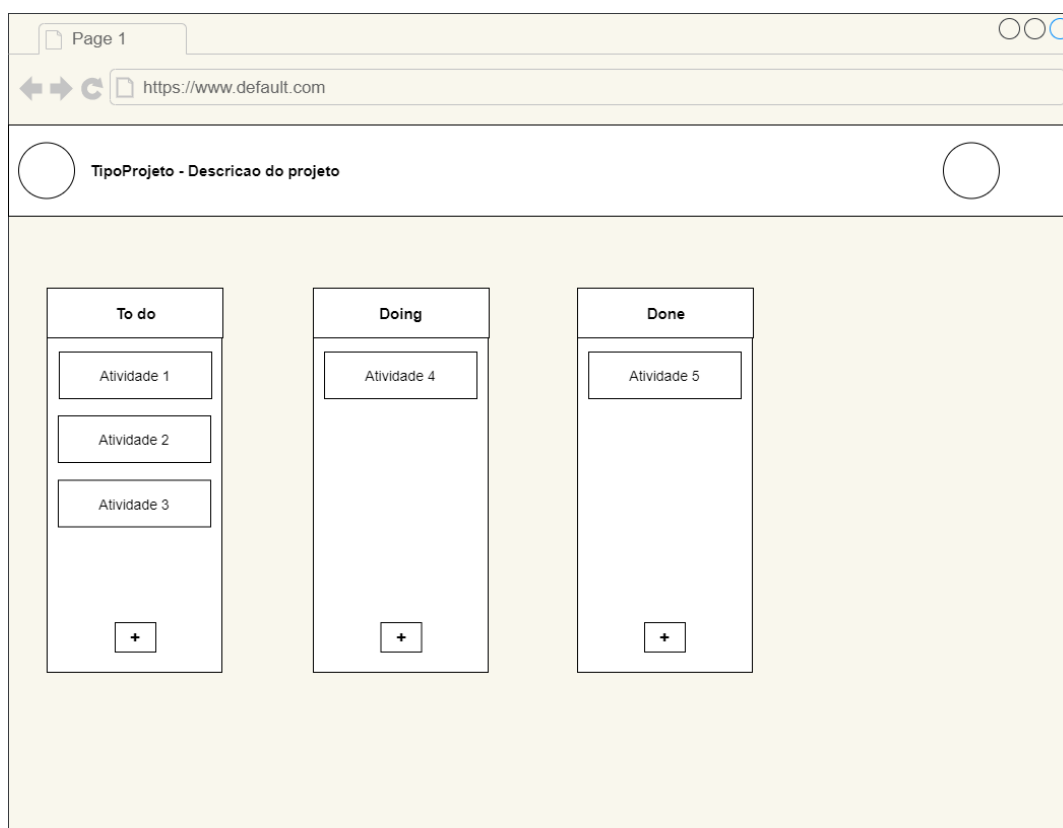 Page 1
https://www.default.com
TipoProjeto - Descricao do projeto
To do
Doing
Done
Atividade 1
Atividade 4
Atividade 5
Atividade 2
Atividade 3
+
+
+